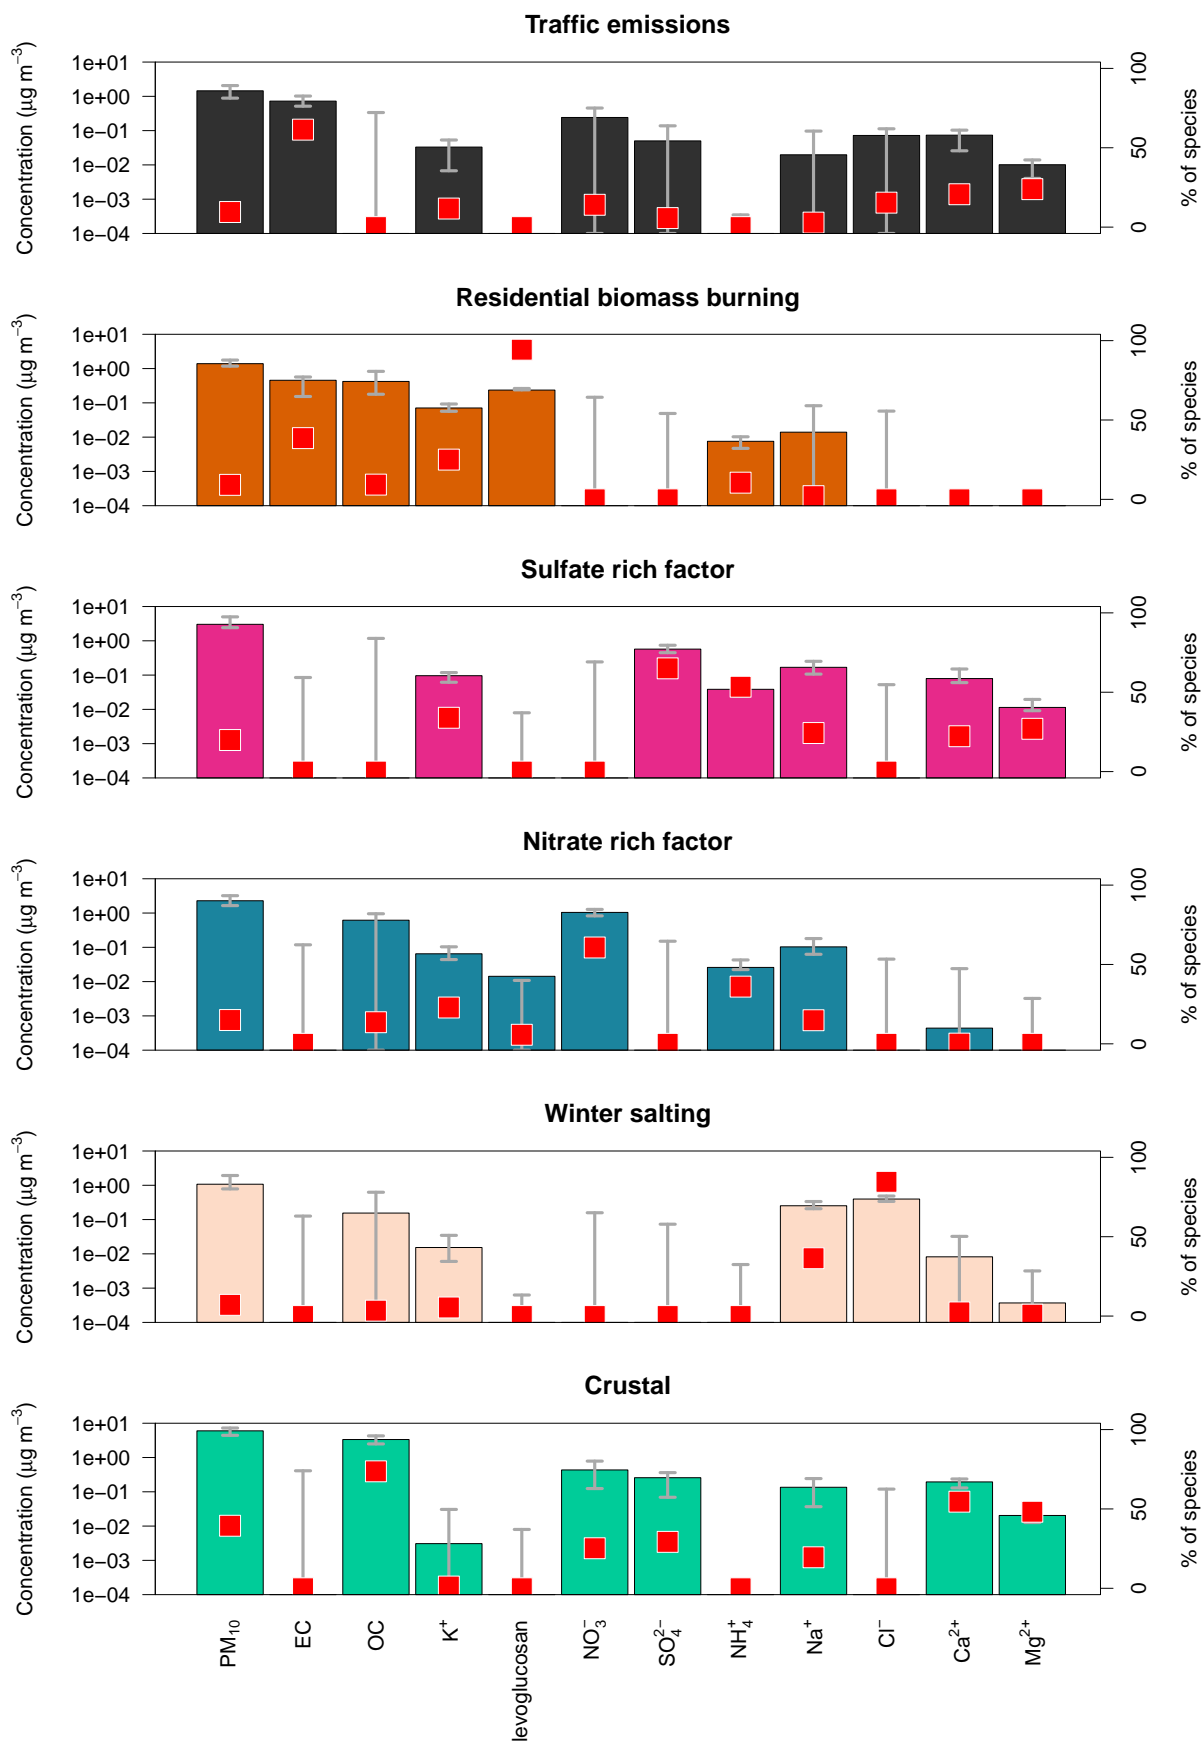 Traffic emissions
Concentration (µg m⁻³)
1e+01
1e+00
1e−01
1e−02
1e−03
1e−04
100
50
0
% of species
Residential biomass burning
Concentration (µg m⁻³)
1e+01
1e+00
1e−01
1e−02
1e−03
1e−04
100
50
0
% of species
Sulfate rich factor
Concentration (µg m⁻³)
1e+01
1e+00
1e−01
1e−02
1e−03
1e−04
100
50
0
% of species
Nitrate rich factor
Concentration (µg m⁻³)
1e+01
1e+00
1e−01
1e−02
1e−03
1e−04
100
50
0
% of species
Winter salting
Concentration (µg m⁻³)
1e+01
1e+00
1e−01
1e−02
1e−03
1e−04
100
50
0
% of species
Crustal
Concentration (µg m⁻³)
1e+01
1e+00
1e−01
1e−02
1e−03
1e−04
100
50
0
% of species
PM₁₀
EC
OC
K⁺
levoglucosan
NO₃⁻
SO₄²⁻
NH₄⁺
Na⁺
Cl⁻
Ca²⁺
Mg²⁺